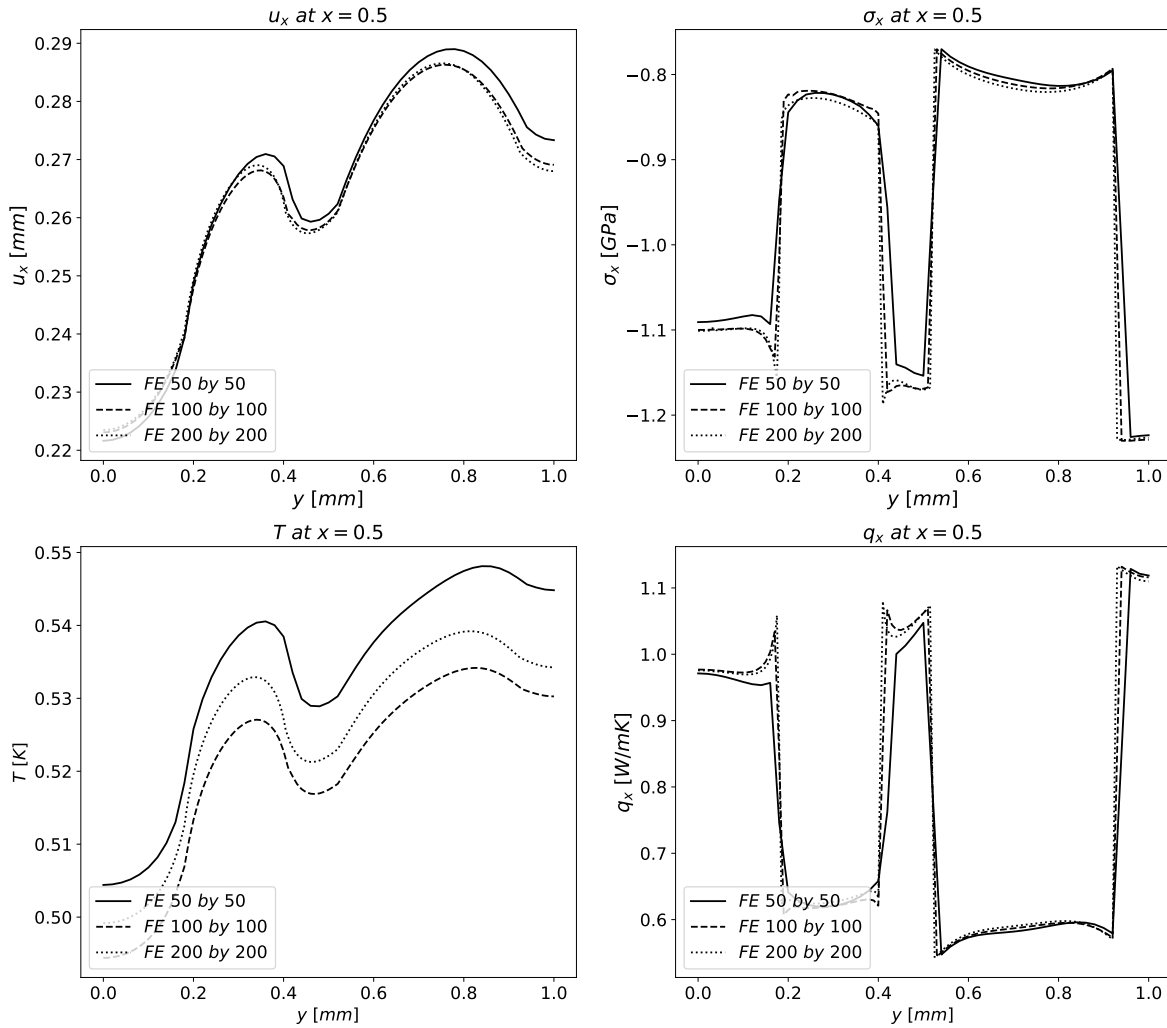 u_x at x = 0.5
u_x [mm]
0.29
0.28
0.27
0.26
0.25
0.24
0.23
0.22
FE 50 by 50
FE 100 by 100
FE 200 by 200
0.0 0.2 0.4 0.6 0.8 1.0
y [mm]
σ_x at x = 0.5
σ_x [GPa]
−0.8
−0.9
−1.0
−1.1
−1.2
FE 50 by 50
FE 100 by 100
FE 200 by 200
0.0 0.2 0.4 0.6 0.8 1.0
y [mm]
T at x = 0.5
T [K]
0.55
0.54
0.53
0.52
0.51
0.50
FE 50 by 50
FE 100 by 100
FE 200 by 200
0.0 0.2 0.4 0.6 0.8 1.0
y [mm]
q_x at x = 0.5
q_x [W/mK]
1.1
1.0
0.9
0.8
0.7
0.6
FE 50 by 50
FE 100 by 100
FE 200 by 200
0.0 0.2 0.4 0.6 0.8 1.0
y [mm]